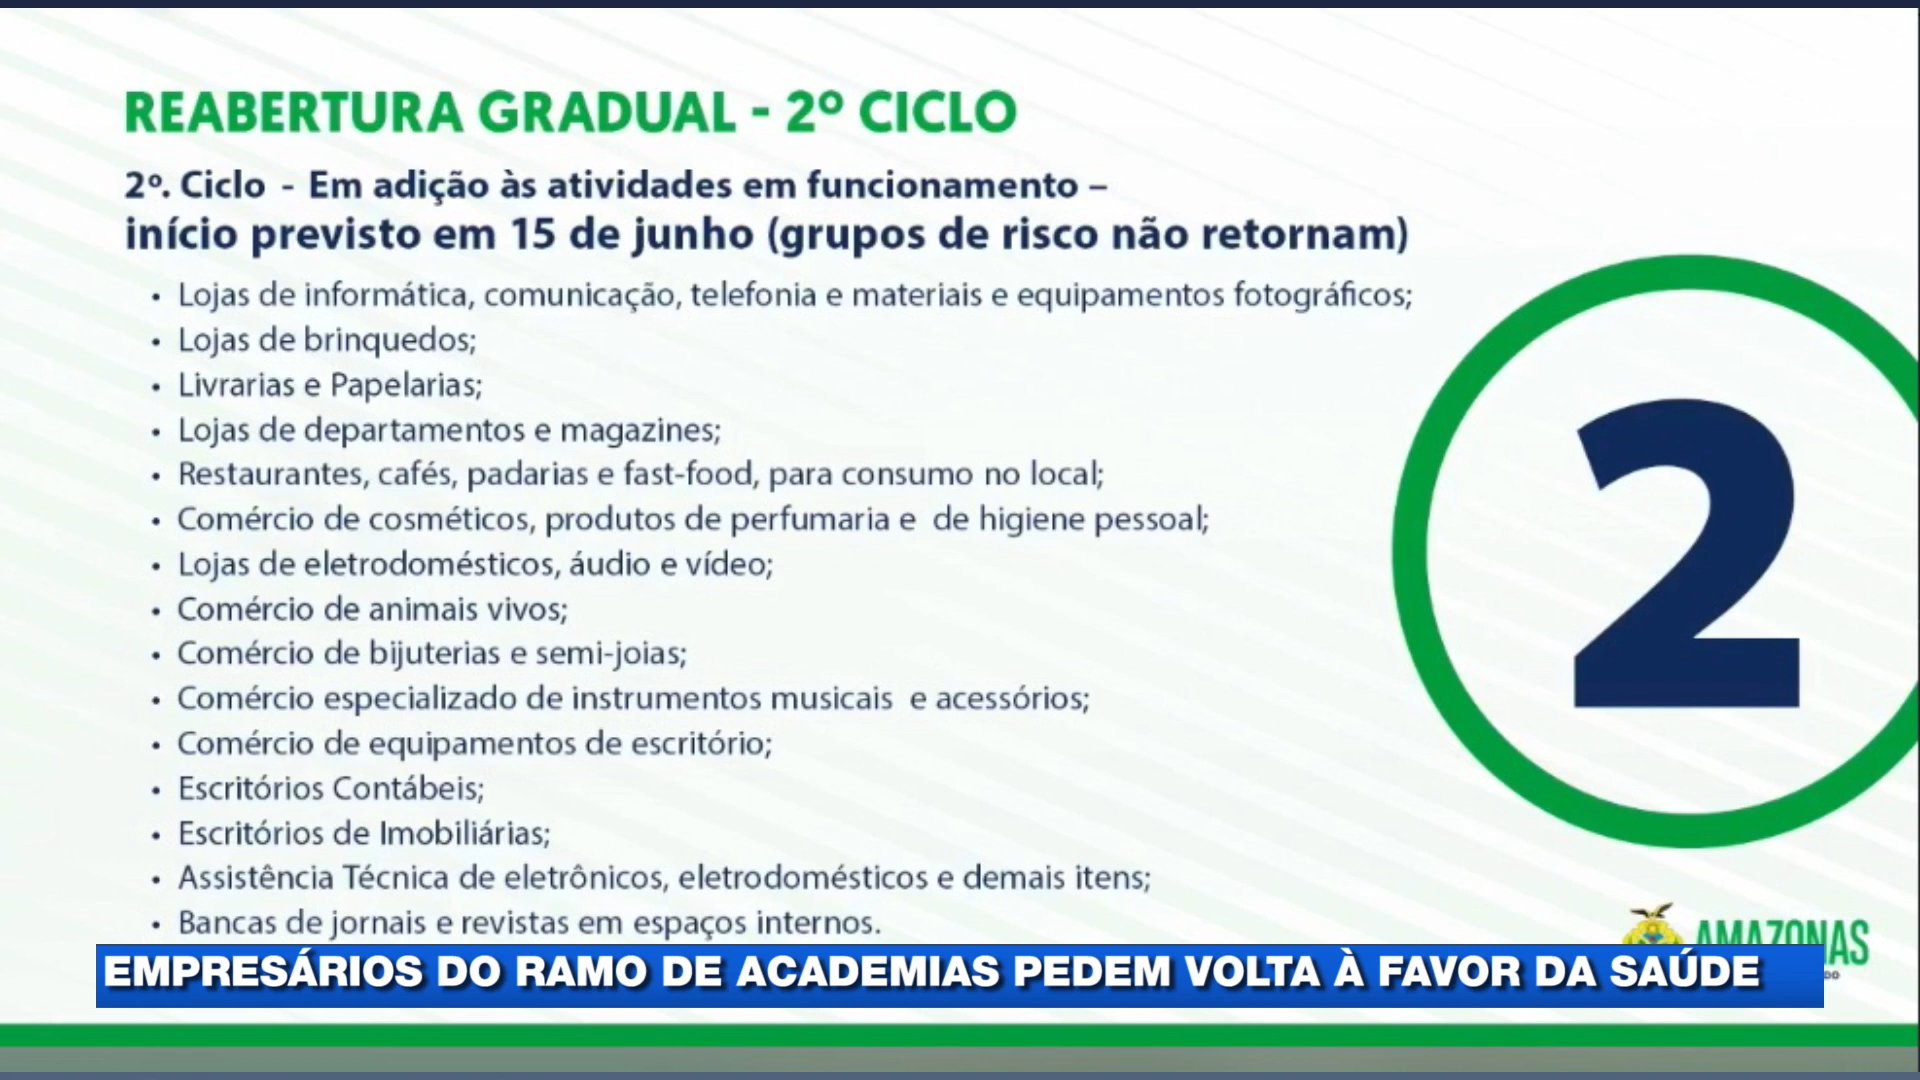 REABERTURA GRADUAL - 2º CICLO
2º. Ciclo - Em adição às atividades em funcionamento –
início previsto em 15 de junho (grupos de risco não retornam)
• Lojas de informática, comunicação, telefonia e materiais e equipamentos fotográficos;
• Lojas de brinquedos;
• Livrarias e Papelarias;
• Lojas de departamentos e magazines;
• Restaurantes, cafés, padarias e fast-food, para consumo no local;
• Comércio de cosméticos, produtos de perfumaria e de higiene pessoal;
• Lojas de eletrodomésticos, áudio e vídeo;
• Comércio de animais vivos;
• Comércio de bijuterias e semi-joias;
• Comércio especializado de instrumentos musicais e acessórios;
• Comércio de equipamentos de escritório;
• Escritórios Contábeis;
• Escritórios de Imobiliárias;
• Assistência Técnica de eletrônicos, eletrodomésticos e demais itens;
• Bancas de jornais e revistas em espaços internos.
2
AMAZONAS
EMPRESÁRIOS DO RAMO DE ACADEMIAS PEDEM VOLTA À FAVOR DA SAÚDE